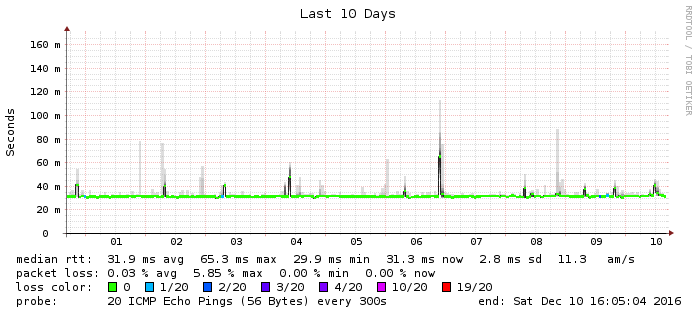 Last 10 Days
RRDTOOL / TOBI OETIKER
Seconds
160 m
140 m
120 m
100 m
80 m
60 m
40 m
20 m
0
01 02 03 04 05 06 07 08 09 10
median rtt: 31.9 ms avg 65.3 ms max 29.9 ms min 31.3 ms now 2.8 ms sd 11.3 am/s
packet loss: 0.03 % avg 5.85 % max 0.00 % min 0.00 % now
loss color: 0 1/20 2/20 3/20 4/20 10/20 19/20
probe: 20 ICMP Echo Pings (56 Bytes) every 300s end: Sat Dec 10 16:05:04 2016